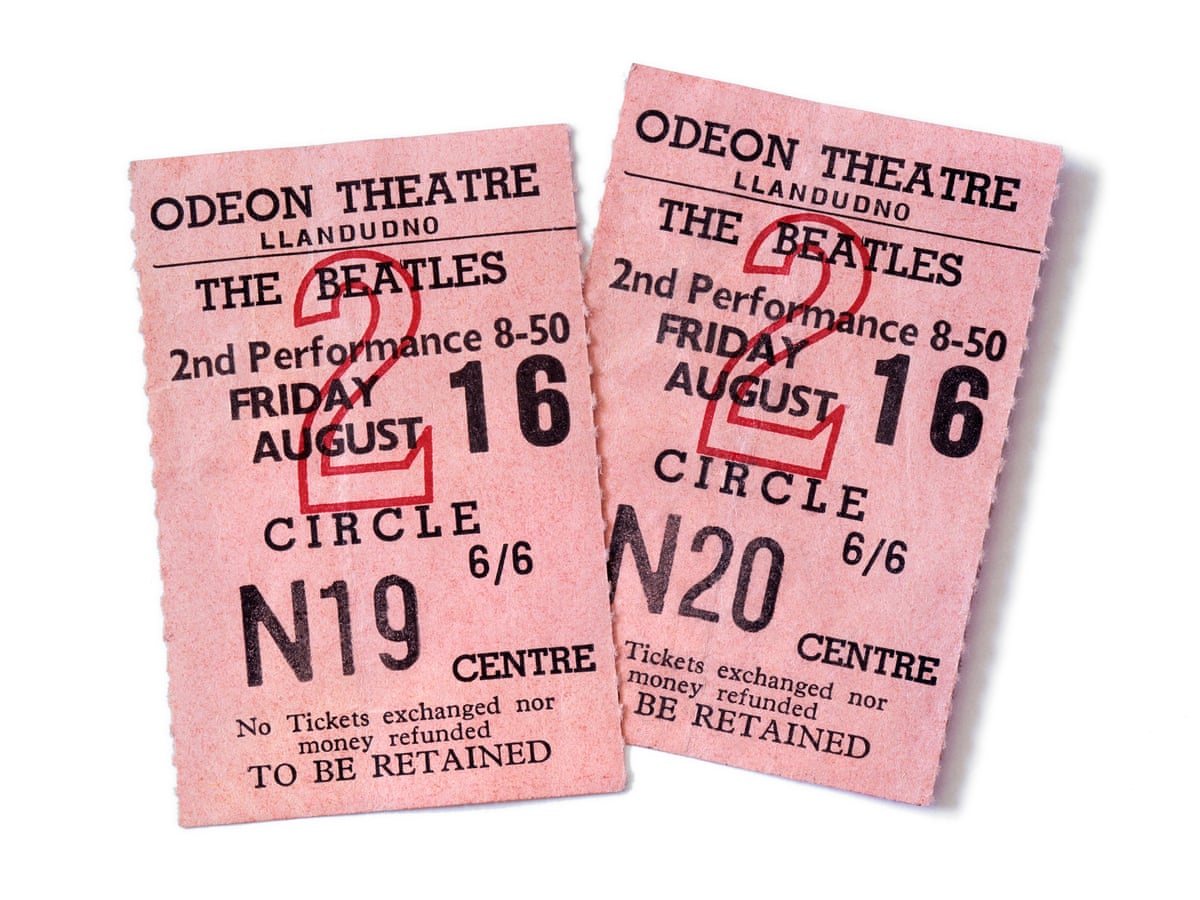 ODEON THEATRE
LLANDUDNO
THE BEATLES
2
2nd Performance 8-50
FRIDAY
AUGUST 16
CIRCLE
6/6
N19
CENTRE
No Tickets exchanged nor
money refunded
TO BE RETAINED
ODEON THEATRE
LLANDUDNO
THE BEATLES
2
2nd Performance 8-50
FRIDAY
AUGUST 16
CIRCLE
6/6
N20
CENTRE
Tickets exchanged nor
money refunded
BE RETAINED